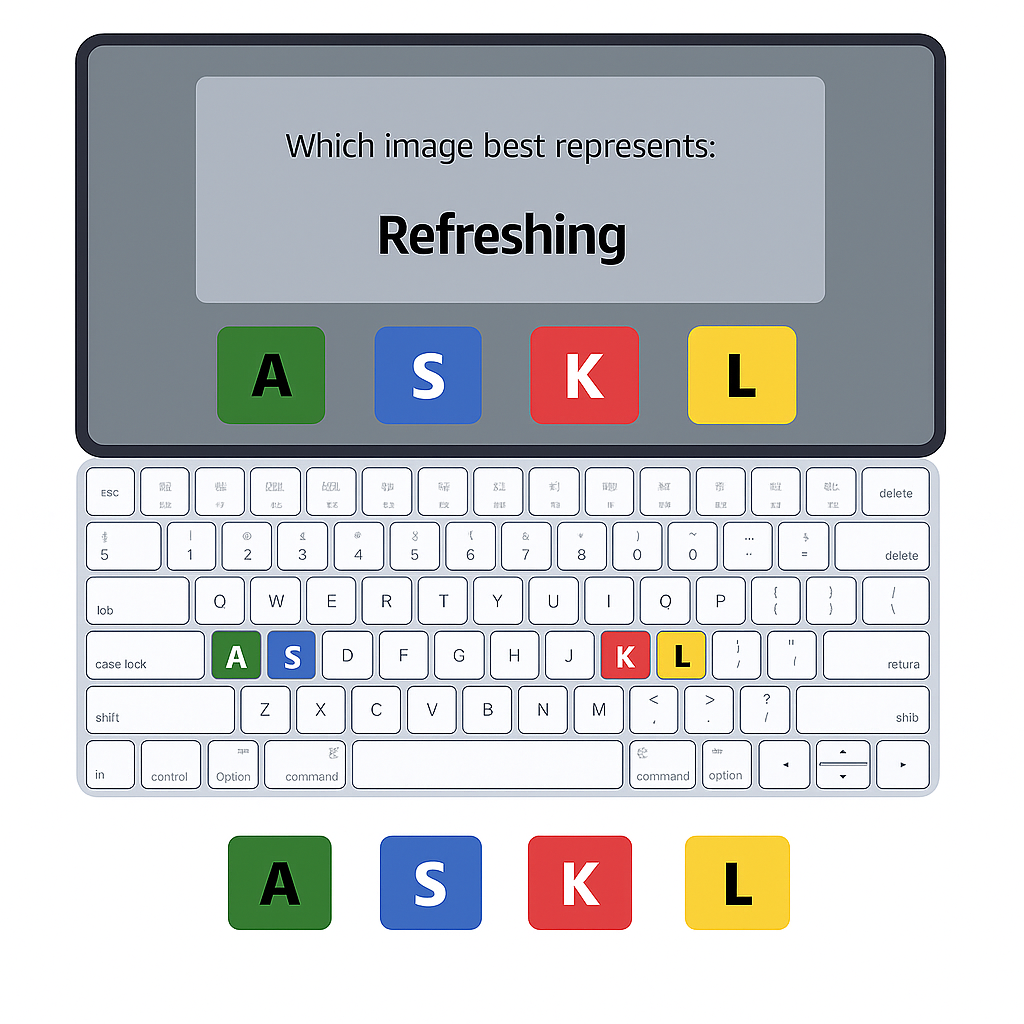 Which image best represents:
Refreshing
A S K L
ESC delete
5 1 2 3 4 5 6 7 8 0 0 ·· = delete
lob Q W E R T Y U I Q P { ( } ) / \
case lock A S D F G H J K L ; / " / retura
shift Z X C V B N M < , > . ? / shib
in control Option command command option
A S K L